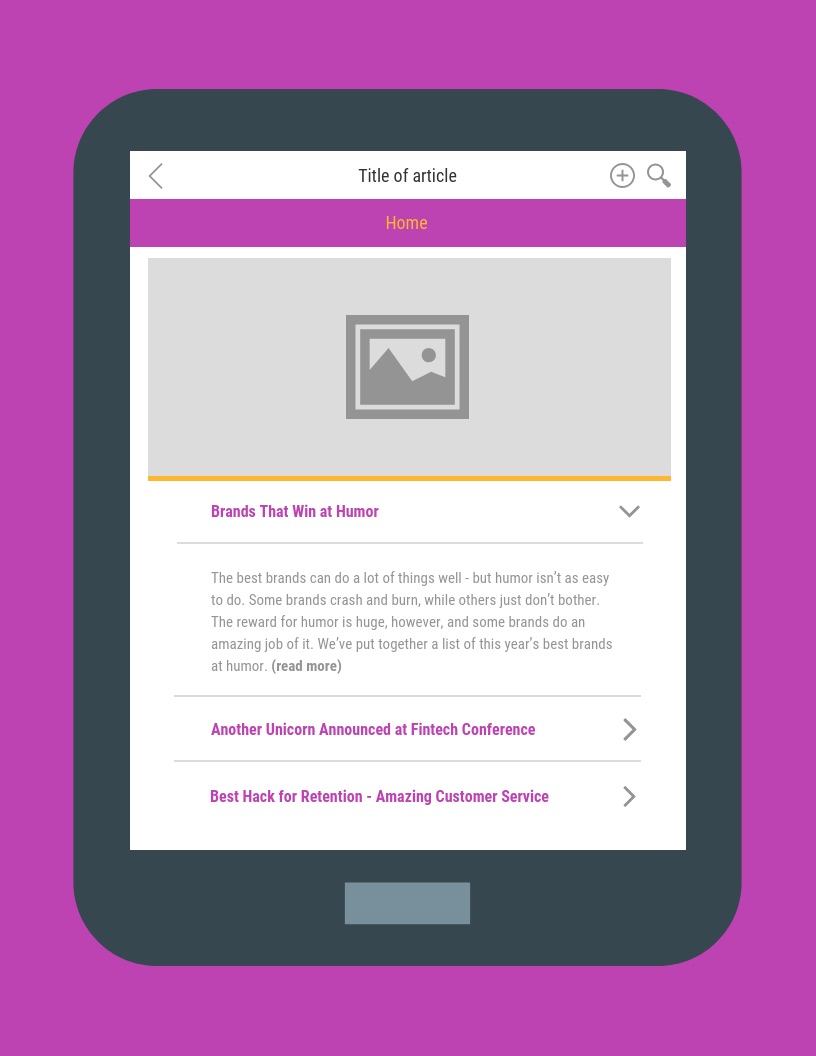 Title of article
Home
Brands That Win at Humor
The best brands can do a lot of things well - but humor isn’t as easy
to do. Some brands crash and burn, while others just don’t bother.
The reward for humor is huge, however, and some brands do an
amazing job of it. We’ve put together a list of this year’s best brands
at humor. (read more)
Another Unicorn Announced at Fintech Conference
Best Hack for Retention - Amazing Customer Service